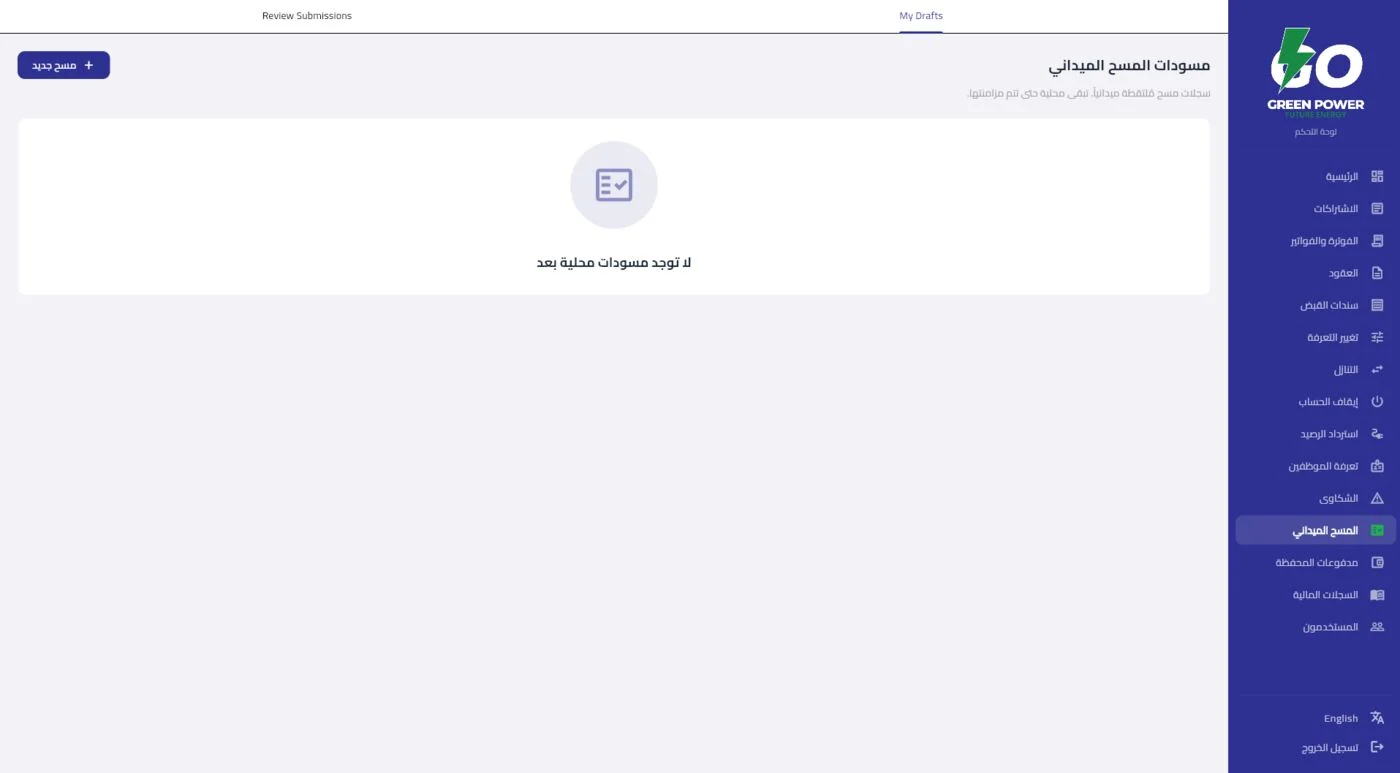 My Drafts
Review Submissions
مسودات المسح الميداني
+ مسح جديد
سجلات مسح مُلتقطة ميدانياً. تبقى محلية حتى تتم مزامنتها.
لا توجد مسودات محلية بعد
GO
GREEN POWER
FUTURE ENERGY
لوحة التحكم
الرئيسية
الاشتراكات
الفوترة والفواتير
العقود
سندات القبض
تغيير التعرفة
التنازل
إيقاف الحساب
استرداد الرصيد
تعرفة الموظفين
الشكاوى
المسح الميداني
مدفوعات المحفظة
السجلات المالية
المستخدمون
English
تسجيل الخروج